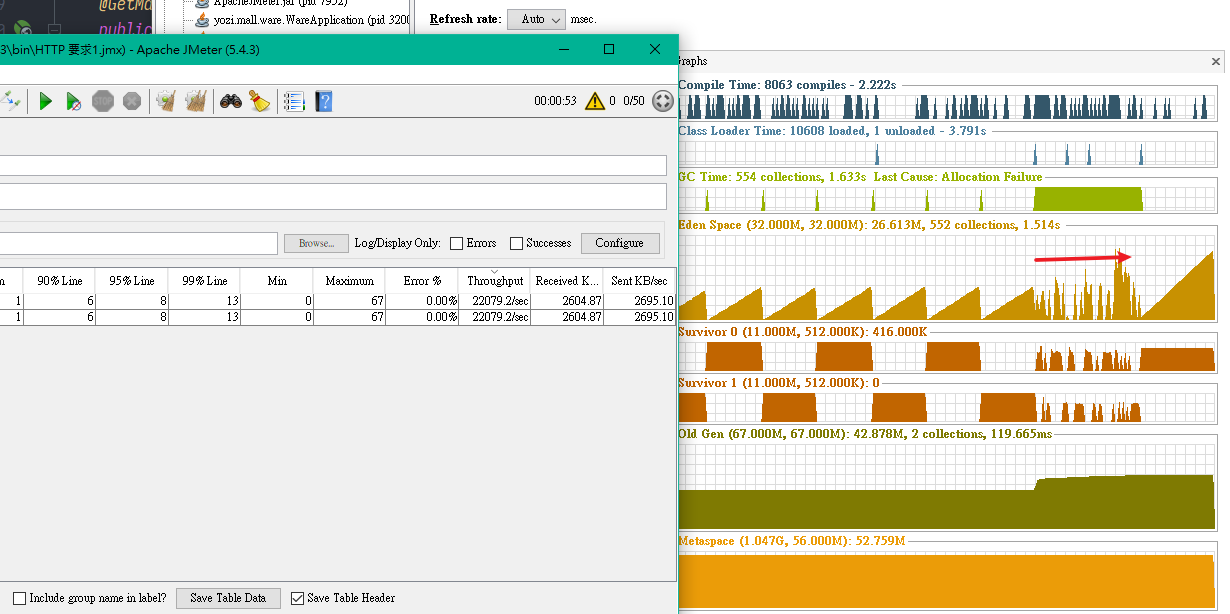 @GetMa
public
ApacheJMeter.jar (pid 7952)
yozi.mall.ware.WareApplication (pid 3200
Refresh rate: Auto msec.
3\bin\HTTP 要求1.jmx) - Apache JMeter (5.4.3)
STOP
00:00:53 0 0/50
Browse... Log/Display Only: Errors Successes Configure
n 90% Line 95% Line 99% Line Min Maximum Error % Throughput Received K... Sent KB/sec
1 6 8 13 0 67 0.00% 22079.2/sec 2604.87 2695.10
1 6 8 13 0 67 0.00% 22079.2/sec 2604.87 2695.10
Include group name in label? Save Table Data Save Table Header
Graphs
Compile Time: 8063 compiles - 2.222s
Class Loader Time: 10608 loaded, 1 unloaded - 3.791s
GC Time: 554 collections, 1.633s Last Cause: Allocation Failure
Eden Space (32.000M, 32.000M): 26.613M, 552 collections, 1.514s
Survivor 0 (11.000M, 512.000K): 416.000K
Survivor 1 (11.000M, 512.000K): 0
Old Gen (67.000M, 67.000M): 42.878M, 2 collections, 119.665ms
Metaspace (1.047G, 56.000M): 52.759M